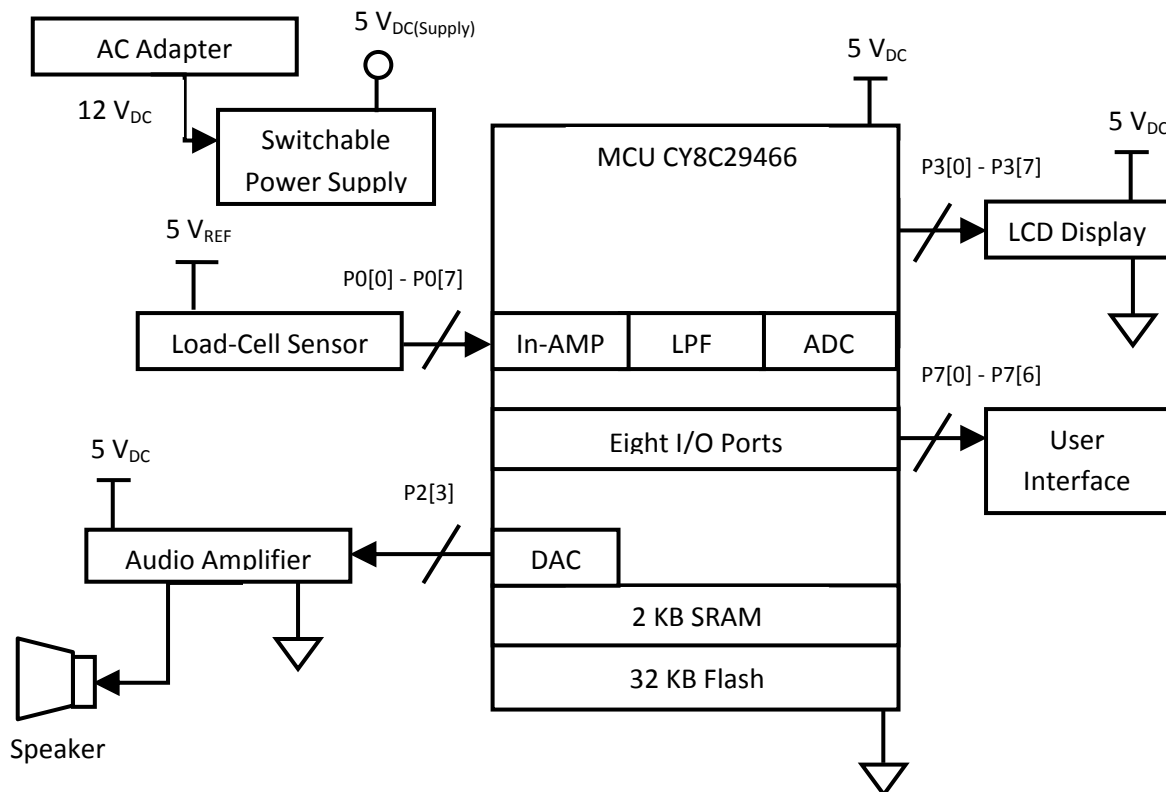 AC Adapter
5 VDC(Supply)
12 VDC
Switchable
Power Supply
5 VDC
MCU CY8C29466
5 VDC
P3[0] - P3[7]
LCD Display
5 VREF
P0[0] - P0[7]
Load-Cell Sensor
In-AMP
LPF
ADC
P7[0] - P7[6]
Eight I/O Ports
User
Interface
5 VDC
P2[3]
Audio Amplifier
DAC
2 KB SRAM
32 KB Flash
Speaker